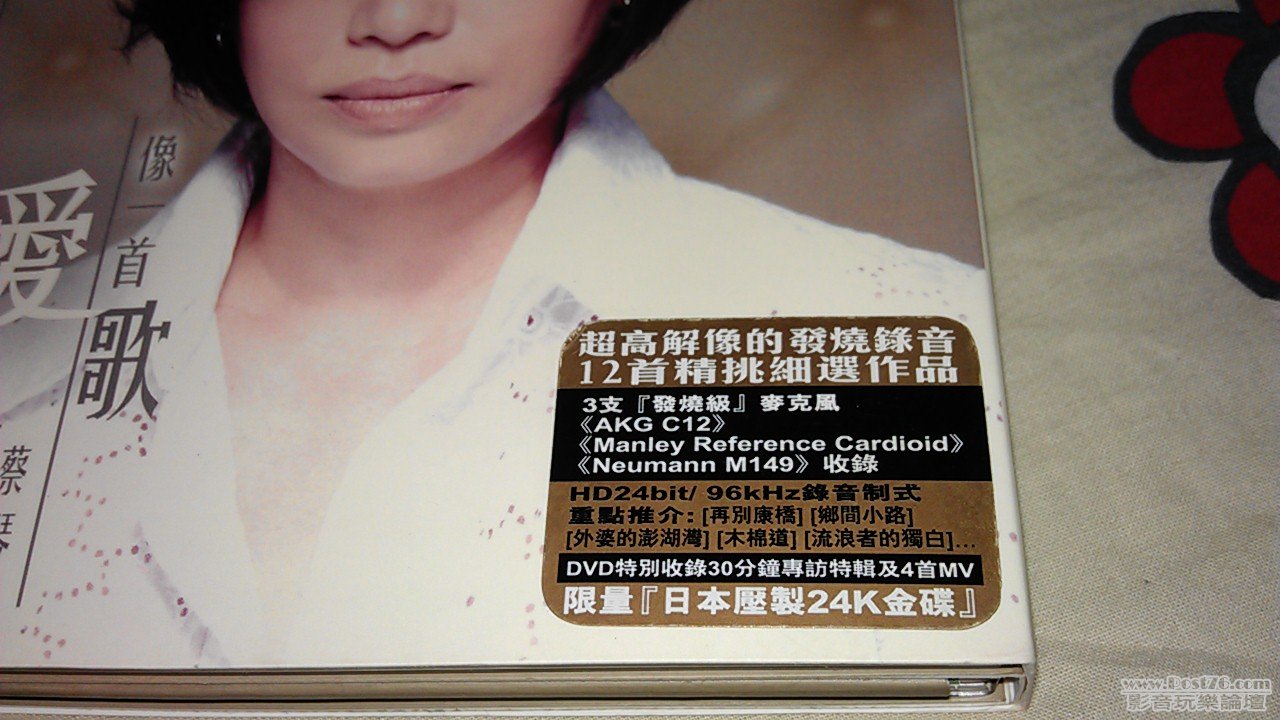 愛
像一首歌
蔡琴
超高解像的發燒錄音
12首精挑細選作品
3支『發燒級』麥克風
《AKG C12》
《Manley Reference Cardioid》
《Neumann M149》收錄
HD24bit/ 96kHz錄音制式
重點推介:[再別康橋] [鄉間小路]
[外婆的澎湖灣] [木棉道] [流浪者的獨白]...
DVD特別收錄30分鐘專訪特輯及4首MV
限量『日本壓製24K金碟』
www.Post76.com
影音玩樂論壇